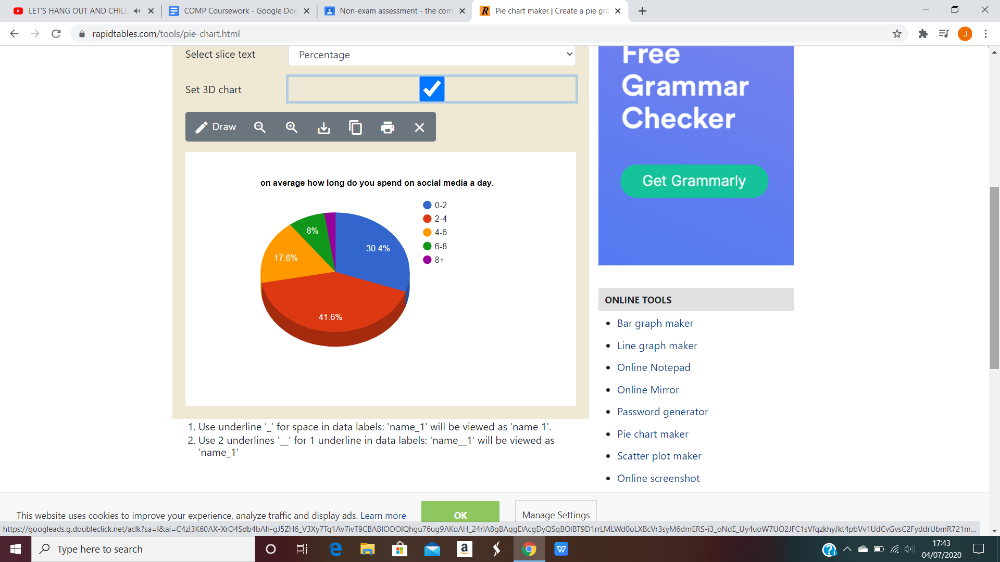 LET'S HANG OUT AND CHILL
COMP Coursework - Google Doc
Non-exam assessment - the com
Pie chart maker | Create a pie gra
rapidtables.com/tools/pie-chart.html
J
Select slice text
Percentage
Set 3D chart
Draw
on average how long do you spend on social media a day.
0-2
2-4
4-6
6-8
8+
8%
30.4%
17.6%
41.6%
1. Use underline '_' for space in data labels: 'name_1' will be viewed as 'name 1'.
2. Use 2 underlines '__' for 1 underline in data labels: 'name__1' will be viewed as
'name_1'
Free
Grammar
Checker
Get Grammarly
ONLINE TOOLS
Bar graph maker
Line graph maker
Online Notepad
Online Mirror
Password generator
Pie chart maker
Scatter plot maker
Online screenshot
This website uses cookies to improve your experience, analyze traffic and display ads. Learn more
OK
Manage Settings
https://googleads.g.doubleclick.net/aclk?sa=l&ai=C4zI3K60AX-XrO4Sdb4bAh-gJ5ZH6_V3Xy7Tq1Av7ivT9CBABIOOOIQhgu76ug9AKoAH_24rlA8gBAqgDAcgDyQSqBOIBT9D1rrLMLWd0oLXBcVr3syM6dmERS-i3_oNdE_Uy4uoW7UO2JFC1sVfqzkhyJkt4pbVv1UdCvGvsC2FyddrUbmR721m...
Type here to search
17:43
04/07/2020